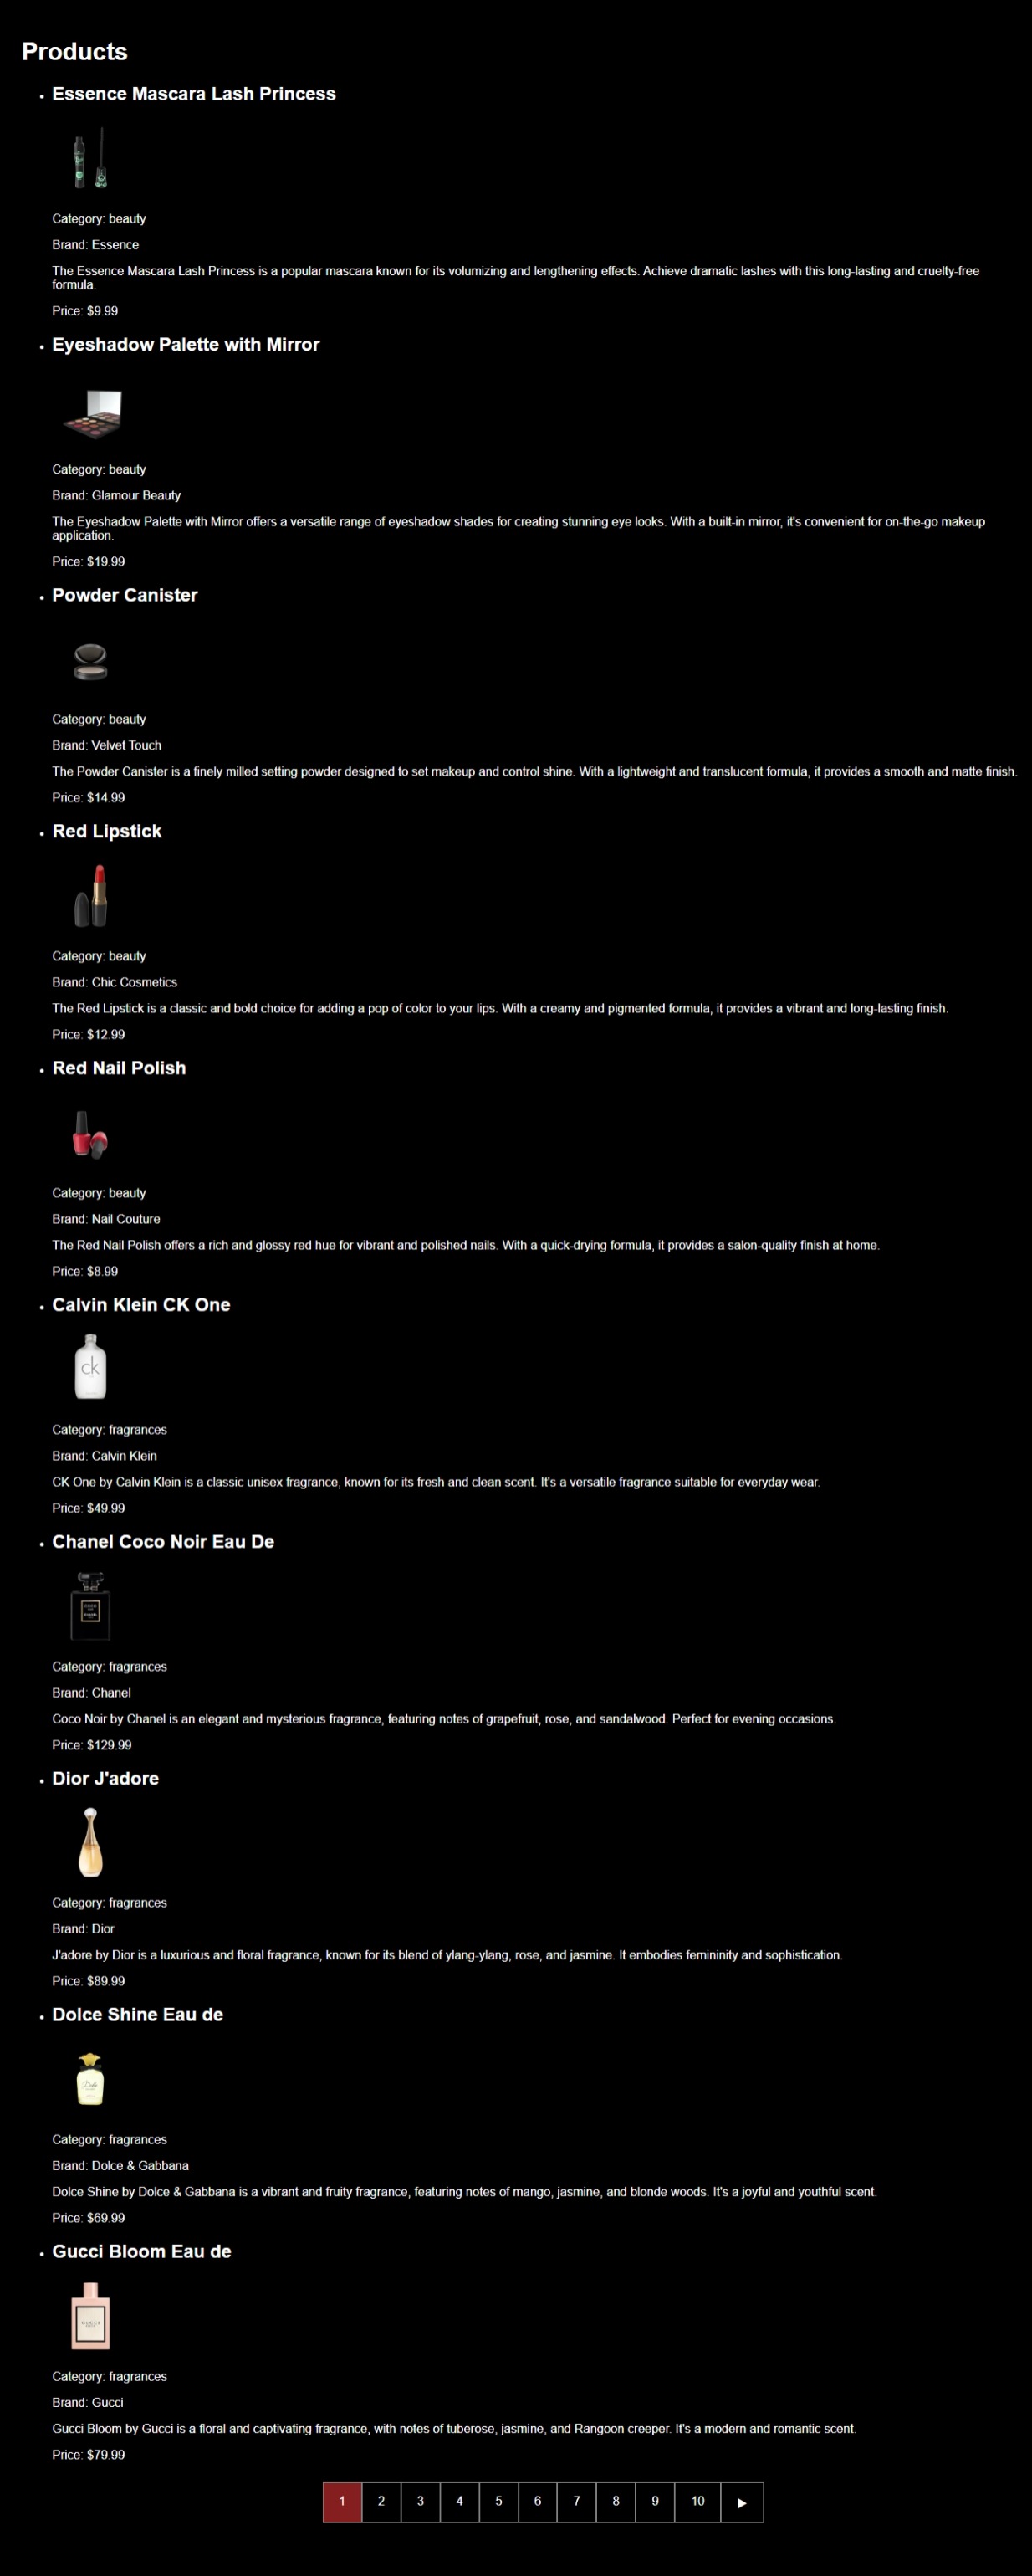 Products
Essence Mascara Lash Princess
Category: beauty
Brand: Essence
The Essence Mascara Lash Princess is a popular mascara known for its volumizing and lengthening effects. Achieve dramatic lashes with this long-lasting and cruelty-free
formula.
Price: $9.99
Eyeshadow Palette with Mirror
Category: beauty
Brand: Glamour Beauty
The Eyeshadow Palette with Mirror offers a versatile range of eyeshadow shades for creating stunning eye looks. With a built-in mirror, it's convenient for on-the-go makeup
application.
Price: $19.99
Powder Canister
Category: beauty
Brand: Velvet Touch
The Powder Canister is a finely milled setting powder designed to set makeup and control shine. With a lightweight and translucent formula, it provides a smooth and matte finish.
Price: $14.99
Red Lipstick
Category: beauty
Brand: Chic Cosmetics
The Red Lipstick is a classic and bold choice for adding a pop of color to your lips. With a creamy and pigmented formula, it provides a vibrant and long-lasting finish.
Price: $12.99
Red Nail Polish
Category: beauty
Brand: Nail Couture
The Red Nail Polish offers a rich and glossy red hue for vibrant and polished nails. With a quick-drying formula, it provides a salon-quality finish at home.
Price: $8.99
Calvin Klein CK One
ck
Category: fragrances
Brand: Calvin Klein
CK One by Calvin Klein is a classic unisex fragrance, known for its fresh and clean scent. It's a versatile fragrance suitable for everyday wear.
Price: $49.99
Chanel Coco Noir Eau De
COCO
CHANEL
Category: fragrances
Brand: Chanel
Coco Noir by Chanel is an elegant and mysterious fragrance, featuring notes of grapefruit, rose, and sandalwood. Perfect for evening occasions.
Price: $129.99
Dior J'adore
Category: fragrances
Brand: Dior
J'adore by Dior is a luxurious and floral fragrance, known for its blend of ylang-ylang, rose, and jasmine. It embodies femininity and sophistication.
Price: $89.99
Dolce Shine Eau de
Category: fragrances
Brand: Dolce & Gabbana
Dolce Shine by Dolce & Gabbana is a vibrant and fruity fragrance, featuring notes of mango, jasmine, and blonde woods. It's a joyful and youthful scent.
Price: $69.99
Gucci Bloom Eau de
GUCCI
Category: fragrances
Brand: Gucci
Gucci Bloom by Gucci is a floral and captivating fragrance, with notes of tuberose, jasmine, and Rangoon creeper. It's a modern and romantic scent.
Price: $79.99
1 2 3 4 5 6 7 8 9 10 ▶